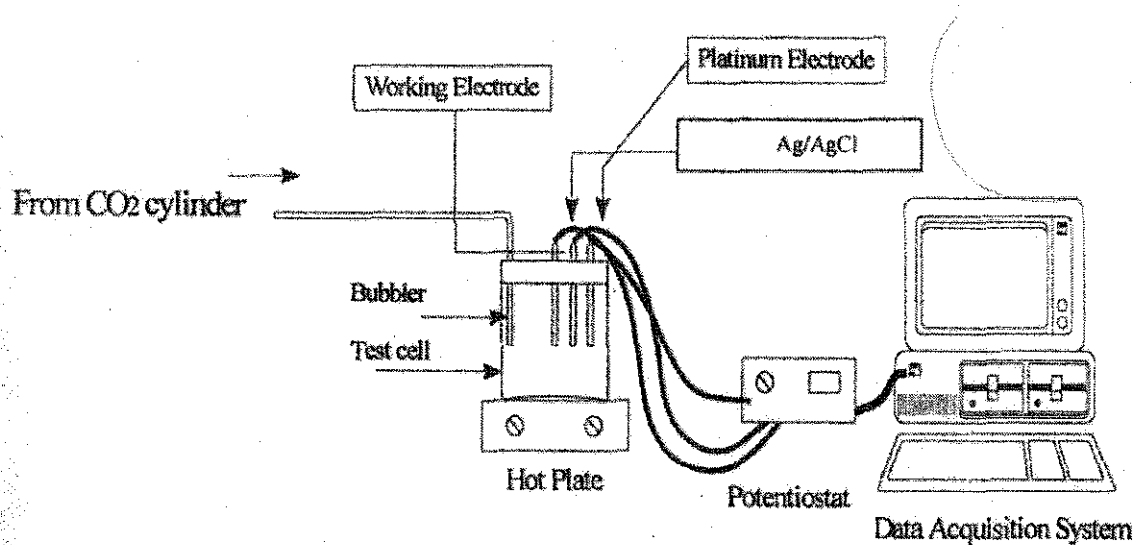 Platinum Electrode
Working Electrode
Ag/AgCl
From CO2 cylinder
Bubbler
Test cell
Hot Plate
Potentiostat
Data Acquisition System